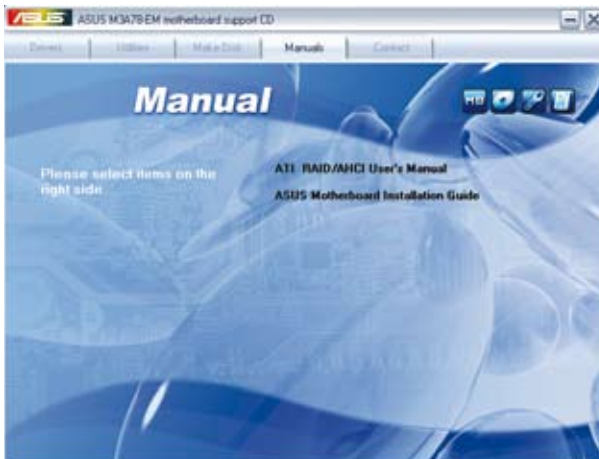 ASUS ASUS M3A78-EM motherboard support CD
Drivers Utilities Make Disk Manuals Contact
Manual
Please select items on the
right side
ATI RAID/AHCI User's Manual
ASUS Motherboard Installation Guide